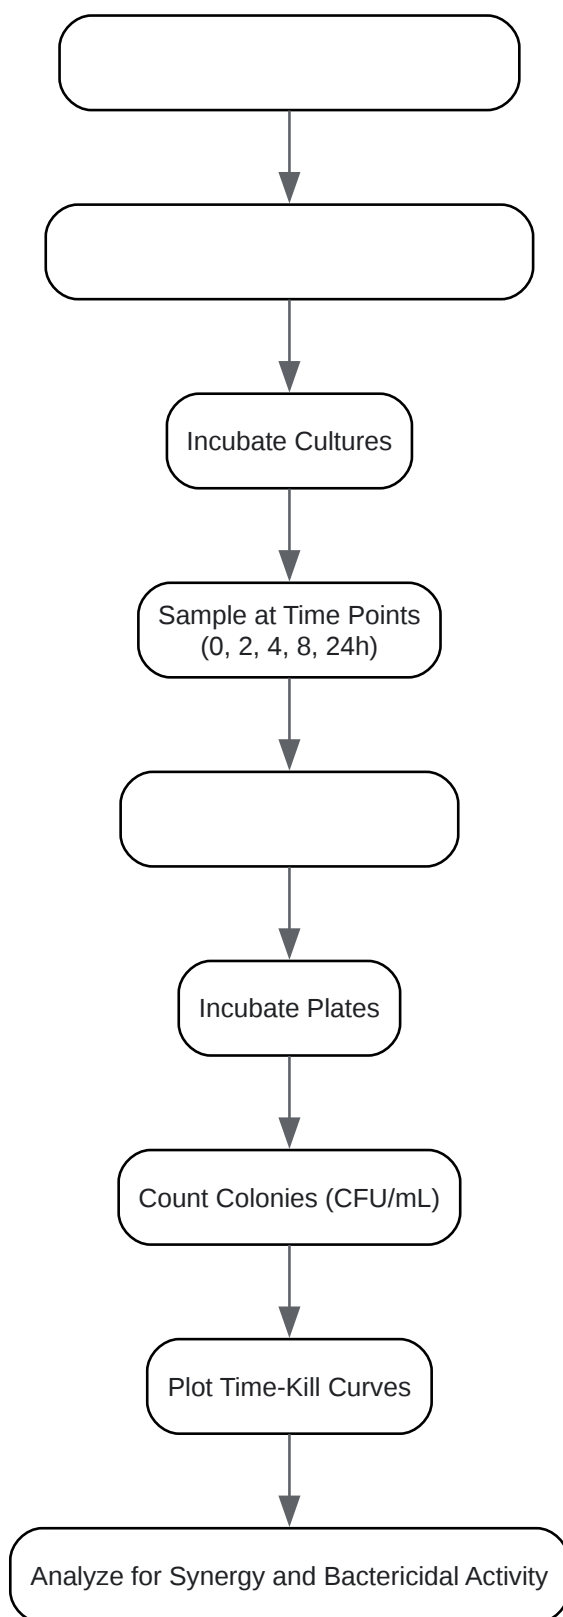 Incubate Cultures
Sample at Time Points
(0, 2, 4, 8, 24h)
Incubate Plates
Count Colonies (CFU/mL)
Plot Time-Kill Curves
Analyze for Synergy and Bactericidal Activity